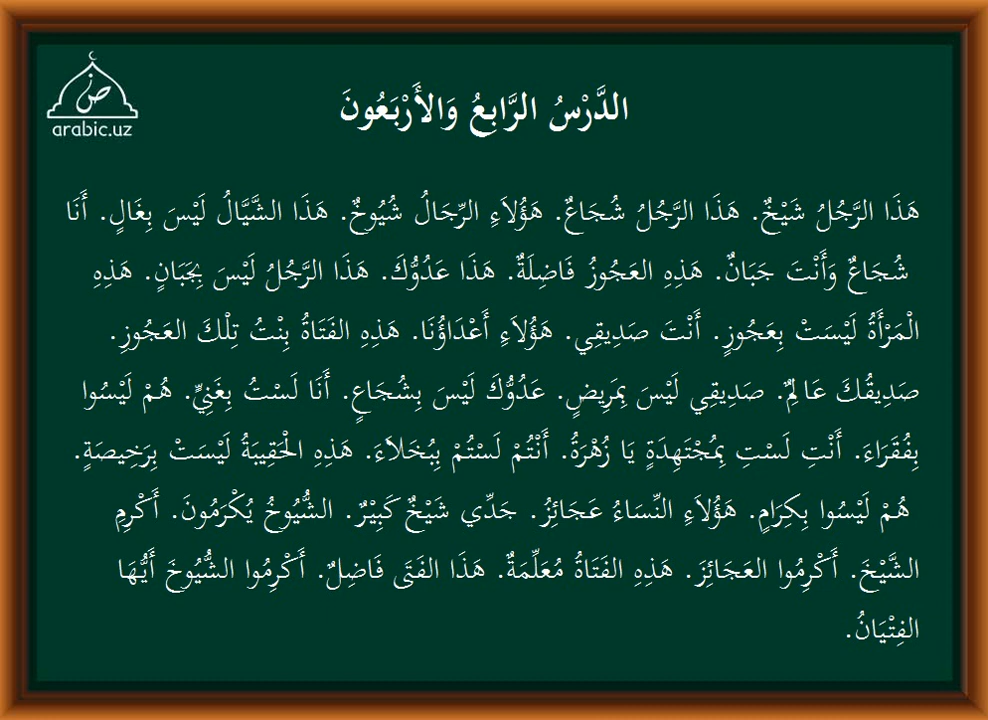 ض
arabic.uz
الدَّرْسُ الرَّابِعُ وَالأَرْبَعُونَ
هَذَا الرَّجُلُ شَيْخٌ. هَذَا الرَّجُلُ شُجَاعٌ. هَؤُلاَءِ الرِّجَالُ شُيُوخٌ. هَذَا الشَّيَّالُ لَيْسَ بِغَالٍ. أَنَا
شُجَاعٌ وَأَنْتَ جَبَانٌ. هَذِهِ العَجُوزُ فَاضِلَةٌ. هَذَا عَدُوُّكَ. هَذَا الرَّجُلُ لَيْسَ بِجَبَانٍ. هَذِهِ
الْمَرْأَةُ لَيْسَتْ بِعَجُوزٍ. أَنْتَ صَدِيقِي. هَؤُلاَءِ أَعْدَاؤُنَا. هَذِهِ الفَتَاةُ بِنْتُ تِلْكَ العَجُوزِ.
صَدِيقُكَ عَالِمٌ. صَدِيقِي لَيْسَ بِمَرِيضٍ. عَدُوُّكَ لَيْسَ بِشُجَاعٍ. أَنَا لَسْتُ بِغَنِيٍّ. هُمْ لَيْسُوا
بِفُقَرَاءَ. أَنْتِ لَسْتِ بِمُجْتَهِدَةٍ يَا زُهْرَةُ. أَنْتُمْ لَسْتُمْ بِبُخَلاَءَ. هَذِهِ الْحَقِيبَةُ لَيْسَتْ بِرَخِيصَةٍ.
هُمْ لَيْسُوا بِكِرَامٍ. هَؤُلاَءِ النِّسَاءُ عَجَائِزُ. جَدِّي شَيْخٌ كَبِيْرٌ. الشُّيُوخُ يُكْرَمُونَ. أَكْرِمِ
الشَّيْخَ. أَكْرِمُوا العَجَائِزَ. هَذِهِ الفَتَاةُ مُعَلِّمَةٌ. هَذَا الفَتَى فَاضِلٌ. أَكْرِمُوا الشُّيُوخَ أَيُّهَا
الفِتْيَانُ.